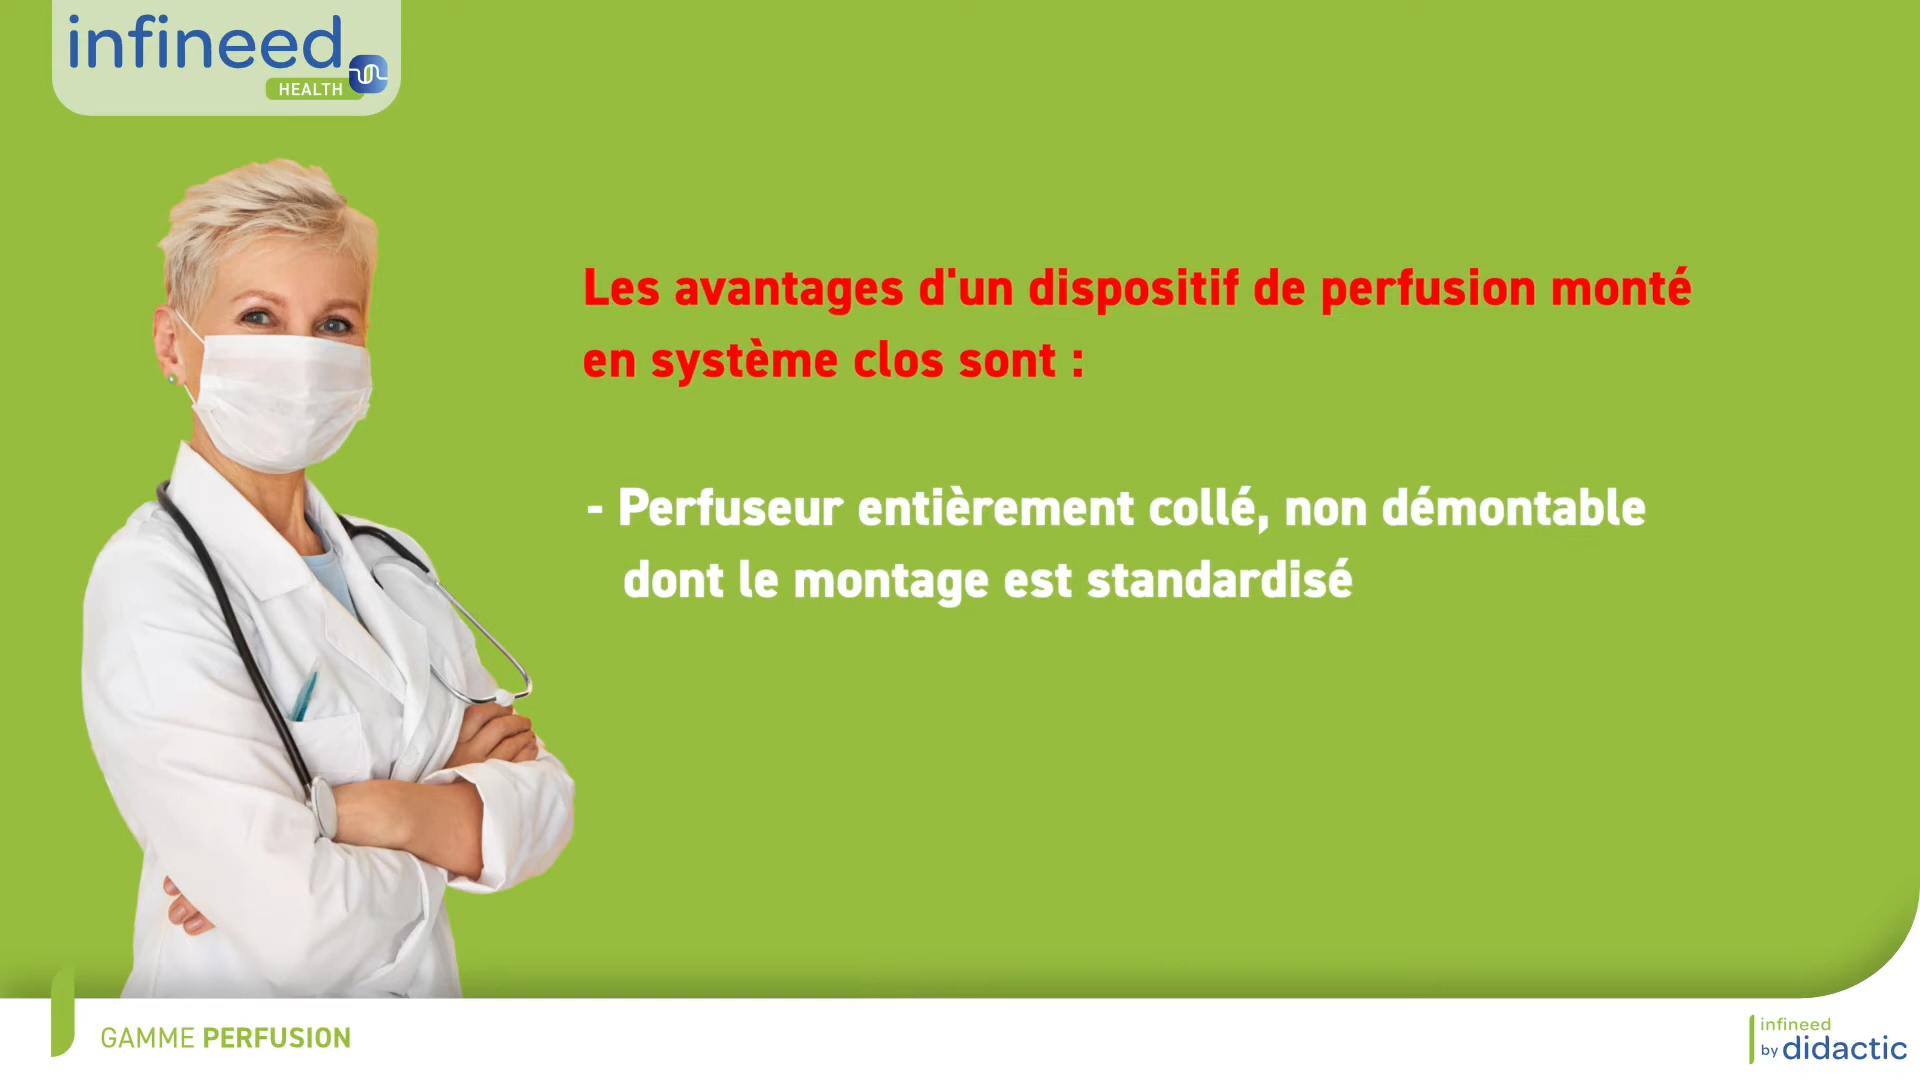 infineed
HEALTH
Les avantages d'un dispositif de perfusion monté
en système clos sont :
- Perfuseur entièrement collé, non démontable
dont le montage est standardisé
GAMME PERFUSION
infineed
by didactic